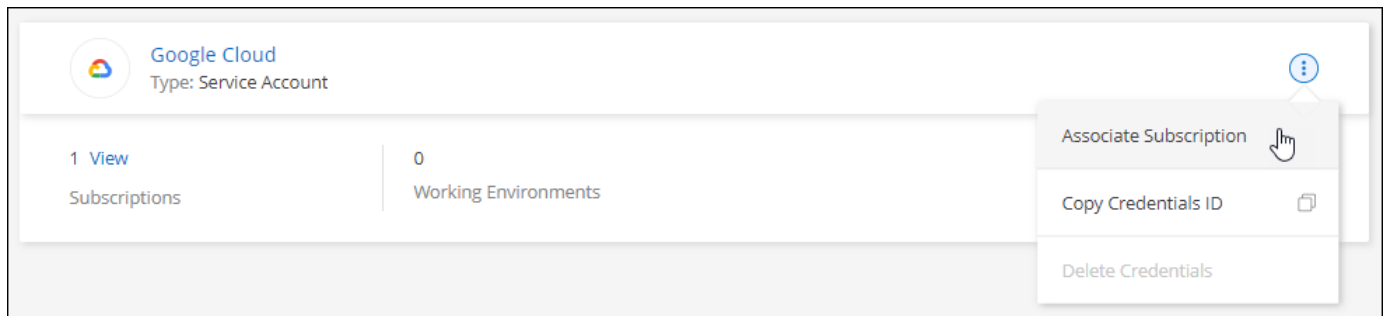 Google Cloud
Type: Service Account
Associate Subscription
1 View
0
Subscriptions
Working Environments
Copy Credentials ID
Delete Credentials